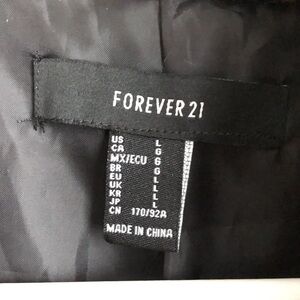 FOREVER 21
US L
CA G
MX/ECU G
BR G
EU L
UK L
KR L
JP L
CN 170/92A
MADE IN CHINA